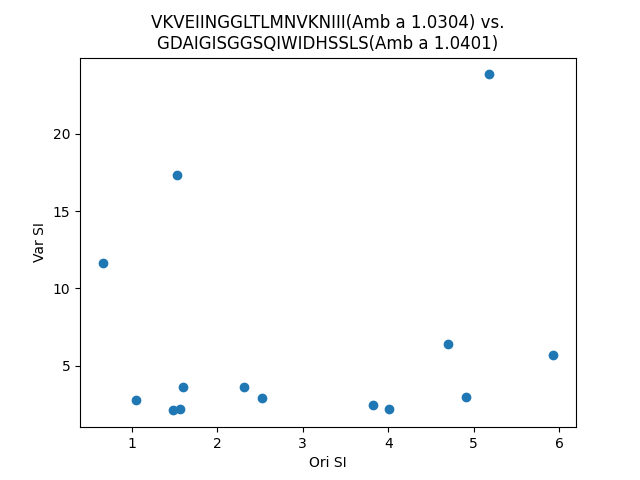 VKVEIINGGLTLMNVKNIII(Amb a 1.0304) vs.
GDAIGISGGSQIWIDHSSLS(Amb a 1.0401)
20
15
10
5
Var SI
1 2 3 4 5 6
Ori SI